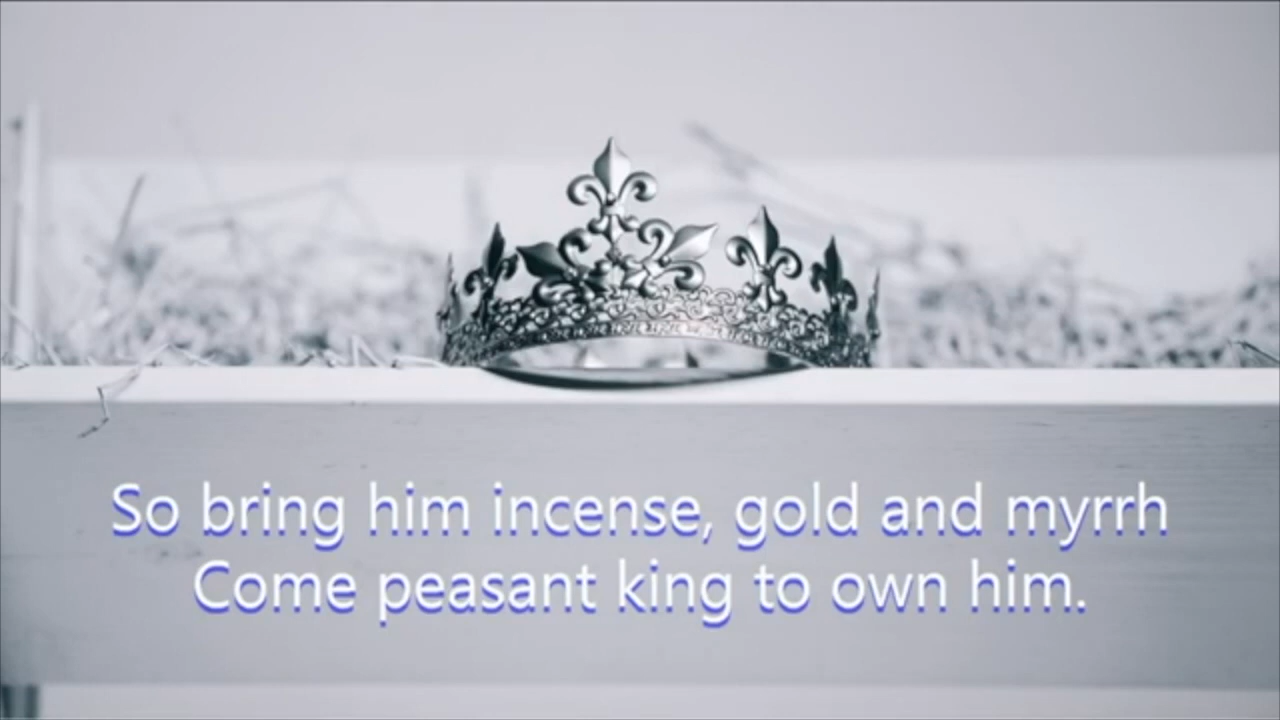 So bring him incense, gold and myrrh
Come peasant king to own him.